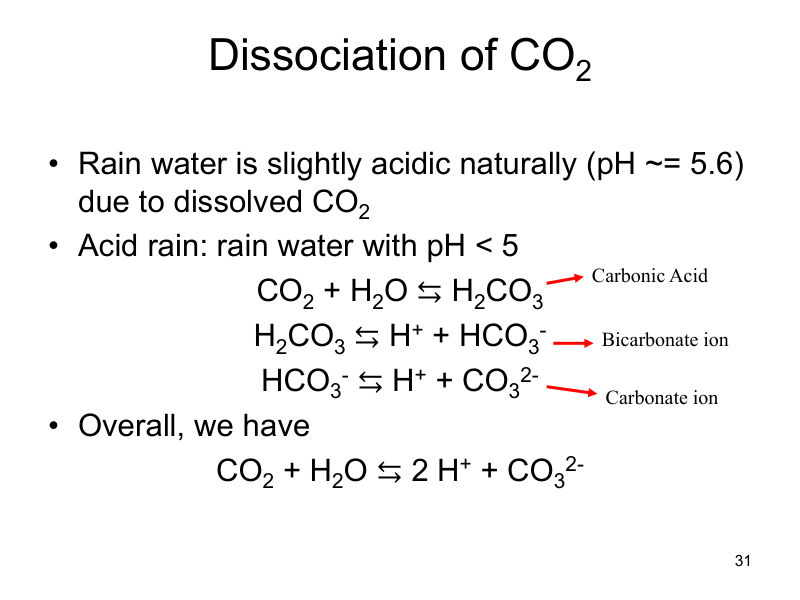 Dissociation of CO₂
• Rain water is slightly acidic naturally (pH ~= 5.6)
due to dissolved CO₂
• Acid rain: rain water with pH < 5
CO₂ + H₂O ⇆ H₂CO₃
Carbonic Acid
H₂CO₃ ⇆ H⁺ + HCO₃⁻
Bicarbonate ion
HCO₃⁻ ⇆ H⁺ + CO₃²⁻
Carbonate ion
• Overall, we have
CO₂ + H₂O ⇆ 2 H⁺ + CO₃²⁻
31